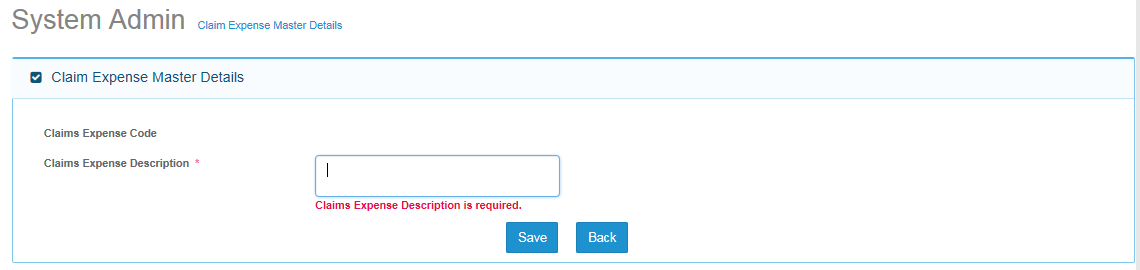 System Admin Claim Expense Master Details
Claim Expense Master Details
Claims Expense Code
Claims Expense Description *
Claims Expense Description is required.
Save Back